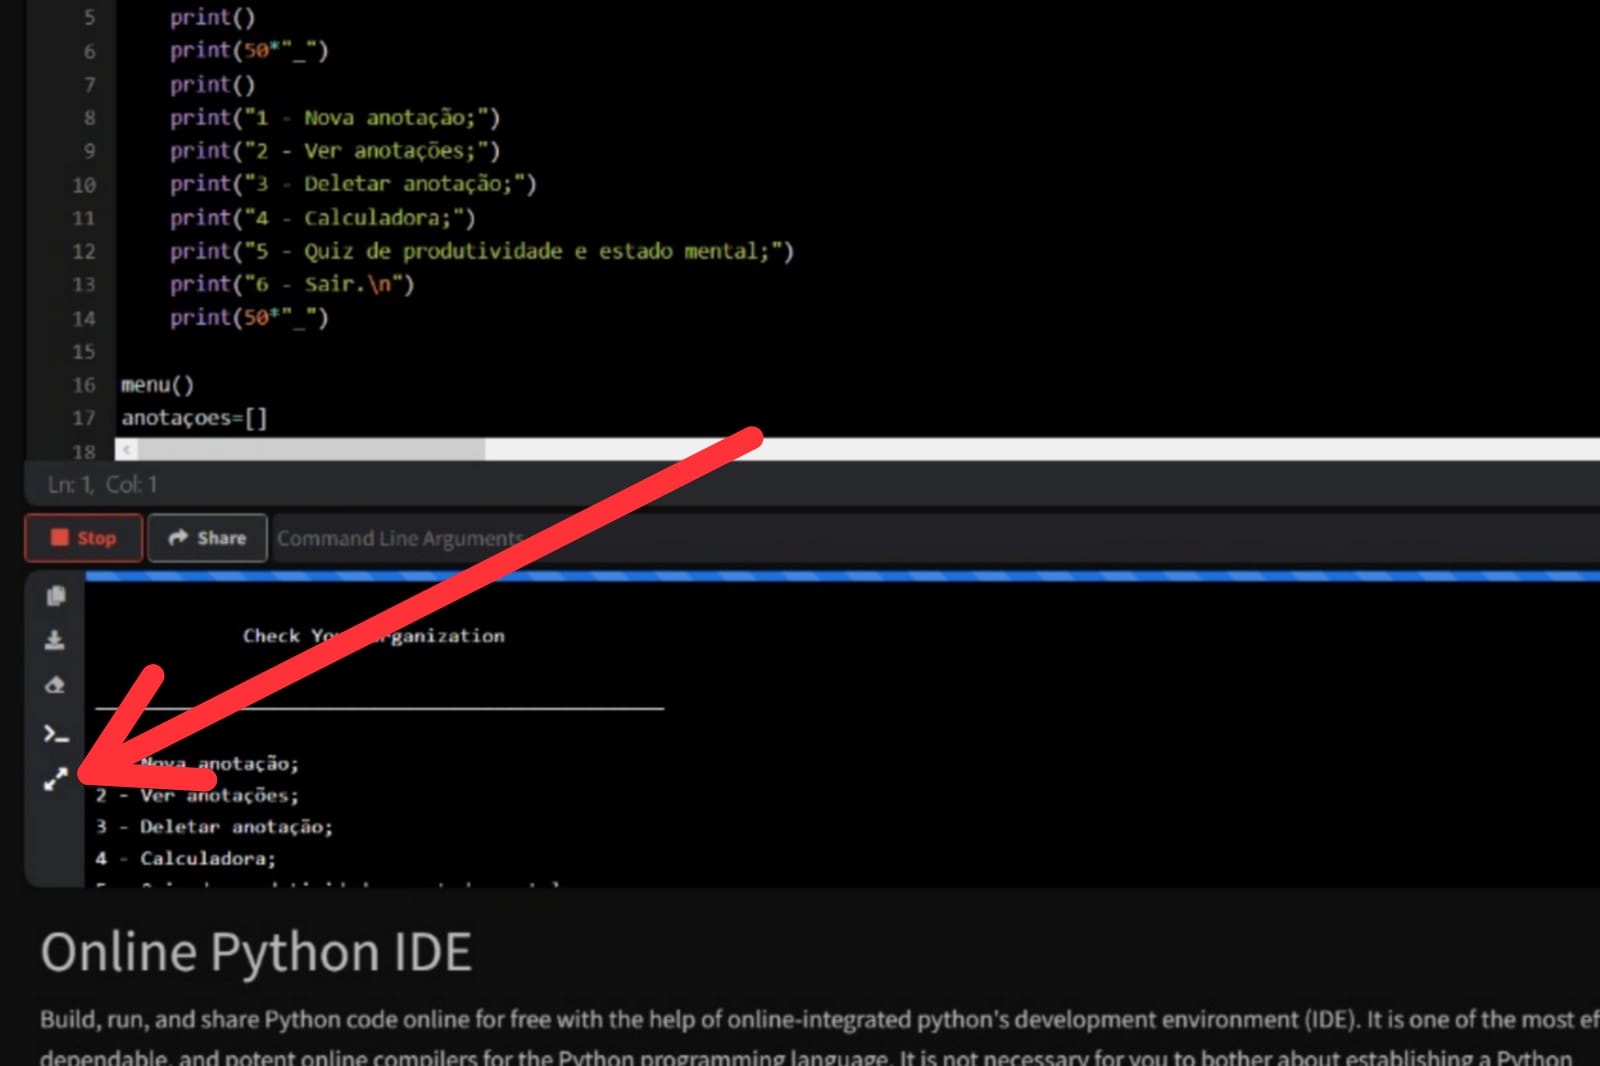 5 print()
6 print(50*"_")
7 print()
8 print("1 - Nova anotação;")
9 print("2 - Ver anotações;")
10 print("3 - Deletar anotação;")
11 print("4 - Calculadora;")
12 print("5 - Quiz de produtividade e estado mental;")
13 print("6 - Sair.\n")
14 print(50*"_")
15
16 menu()
17 anotaçoes=[]
18
Ln: 1, Col: 1
Stop Share Command Line Arguments
Check organization
Nova anotação;
2 - Ver anotações;
3 - Deletar anotação;
4 - Calculadora;
Online Python IDE
Build, run, and share Python code online for free with the help of online-integrated python's development environment (IDE). It is one of the most
dependable, and potent online compilers for the Python programming language. It is not necessary for you to bother about establishing a Python